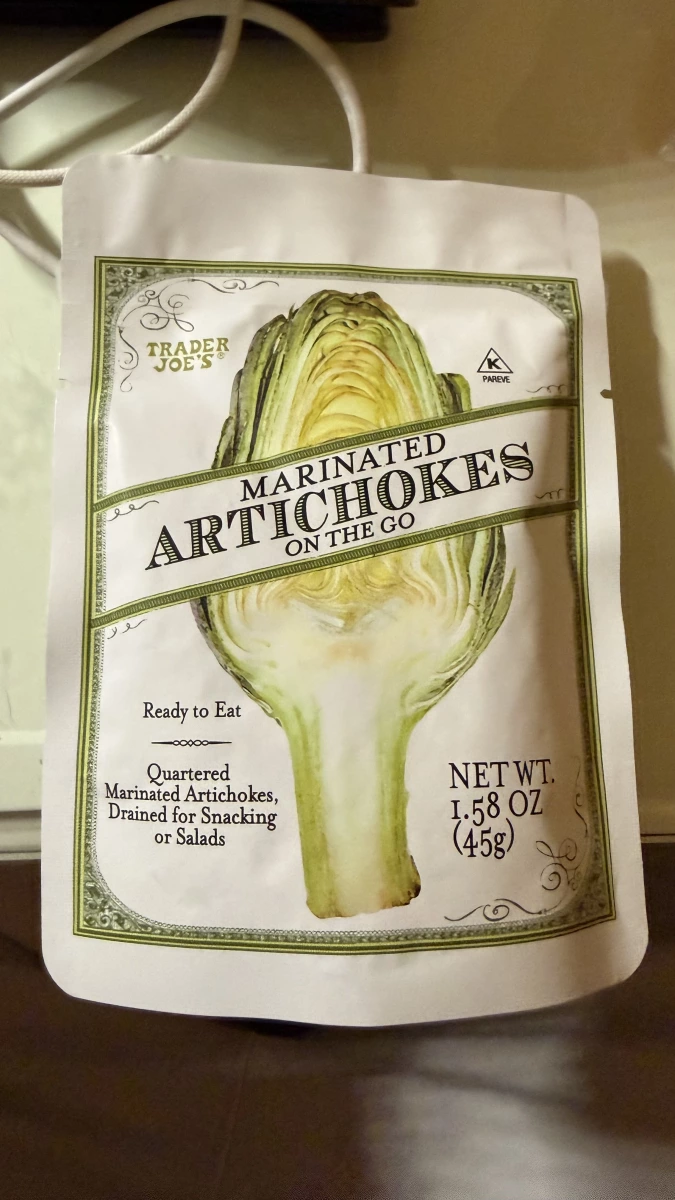 TRADER
JOE'S®
K
PAREVE
MARINATED
ARTICHOKES
ON THE GO
Ready to Eat
Quartered
Marinated Artichokes,
Drained for Snacking
or Salads
NET WT.
1.58 OZ
(45g)